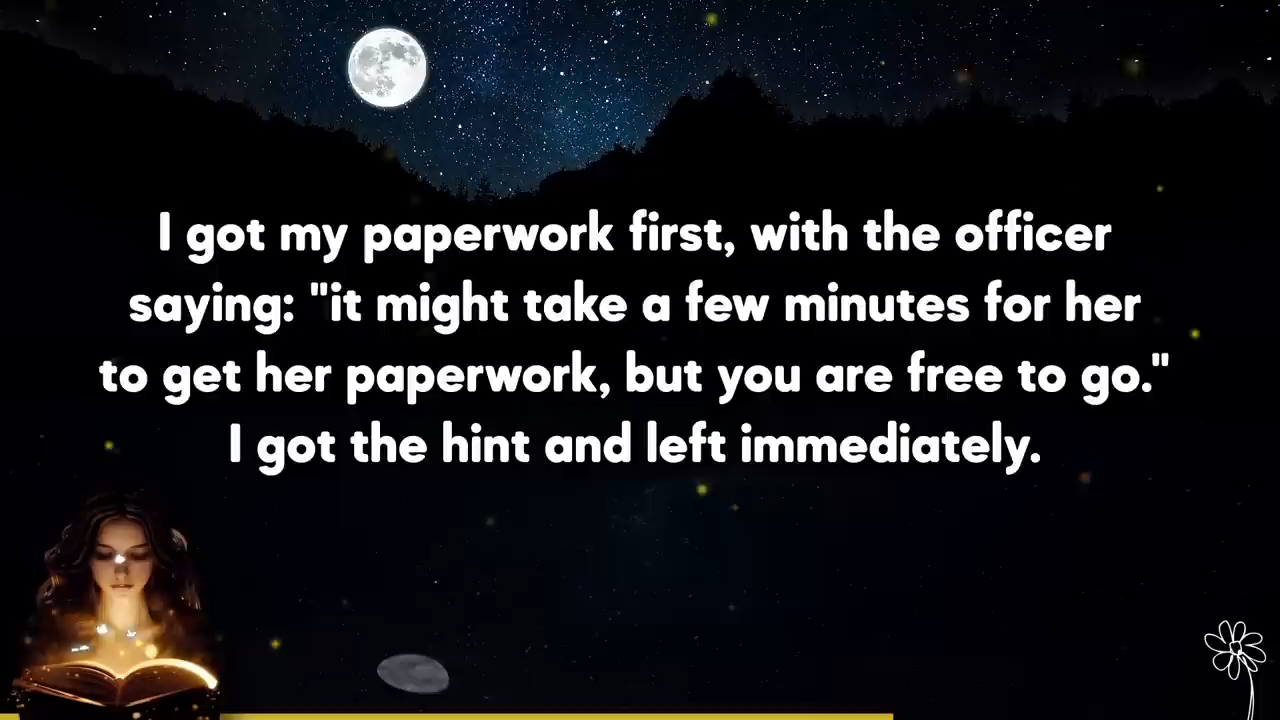 I got my paperwork first, with the officer
saying: "it might take a few minutes for her
to get her paperwork, but you are free to go."
I got the hint and left immediately.